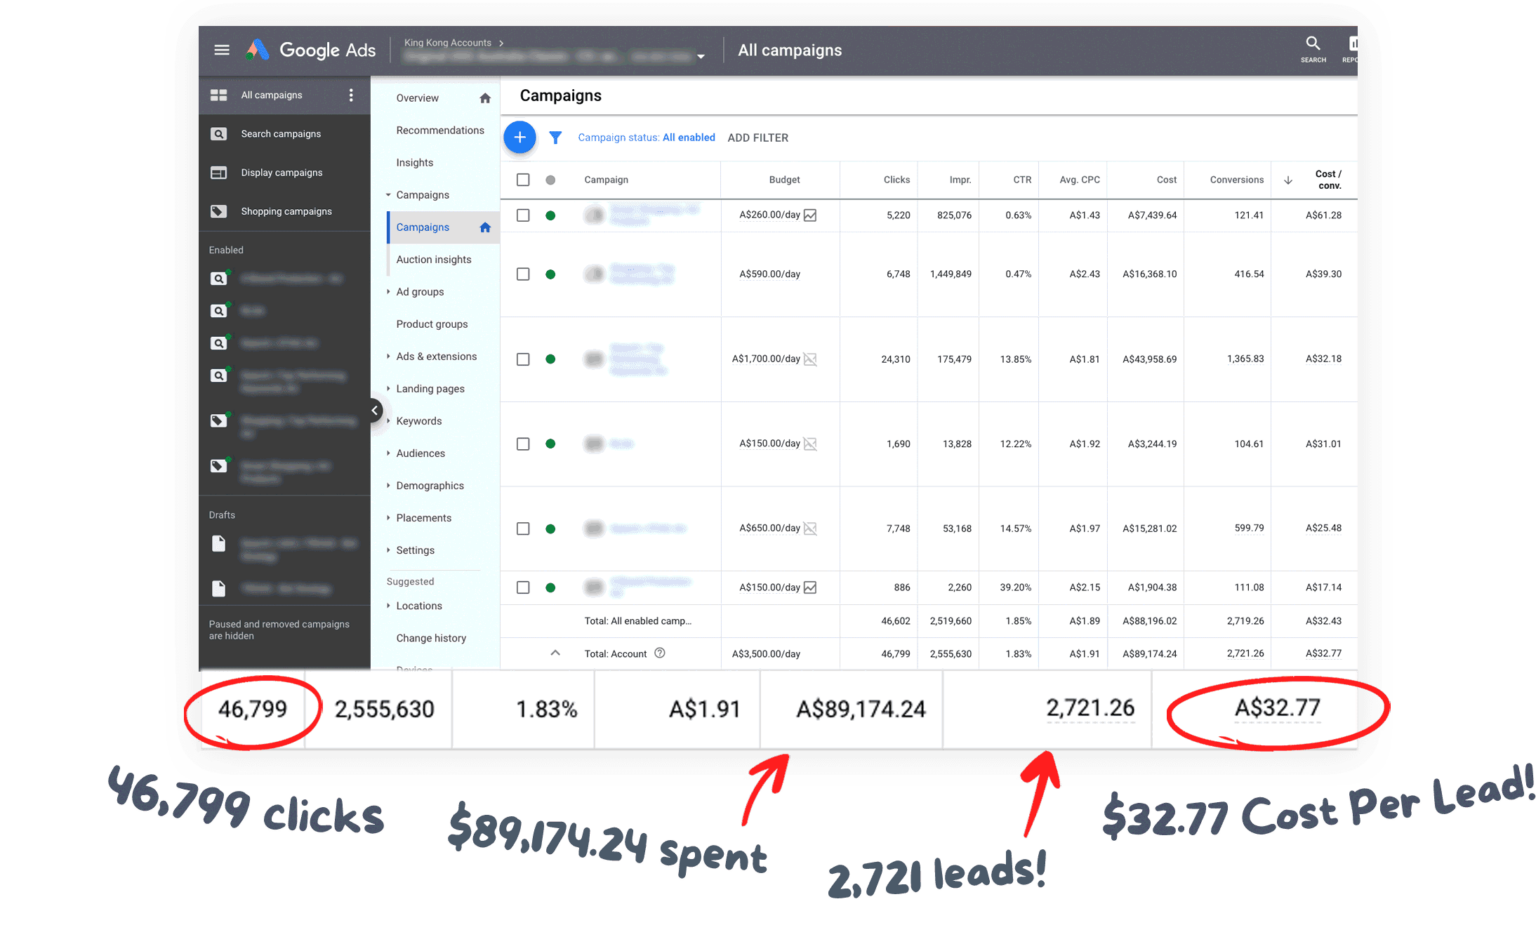 Google Ads
King Kong Accounts
All campaigns
SEARCH
REPO
All campaigns
Search campaigns
Display campaigns
Shopping campaigns
Enabled
Drafts
Paused and removed campaigns
are hidden
Overview
Recommendations
Insights
Campaigns
Campaigns
Auction insights
Ad groups
Product groups
Ads & extensions
Landing pages
Keywords
Audiences
Demographics
Placements
Settings
Suggested
Locations
Change history
Devices
Campaigns
Campaign status: All enabled ADD FILTER
Campaign Budget Clicks Impr. CTR Avg. CPC Cost Conversions Cost / conv.
A$260.00/day 5,220 825,076 0.63% A$1.43 A$7,439.64 121.41 A$61.28
A$590.00/day 6,748 1,449,849 0.47% A$2.43 A$16,368.10 416.54 A$39.30
A$1,700.00/day 24,310 175,479 13.85% A$1.81 A$43,958.69 1,365.83 A$32.18
A$150.00/day 1,690 13,828 12.22% A$1.92 A$3,244.19 104.61 A$31.01
A$650.00/day 7,748 53,168 14.57% A$1.97 A$15,281.02 599.79 A$25.48
A$150.00/day 886 2,260 39.20% A$2.15 A$1,904.38 111.08 A$17.14
Total: All enabled camp... 46,602 2,519,660 1.85% A$1.89 A$88,196.02 2,719.26 A$32.43
Total: Account A$3,500.00/day 46,799 2,555,630 1.83% A$1.91 A$89,174.24 2,721.26 A$32.77
46,799 2,555,630 1.83% A$1.91 A$89,174.24 2,721.26 A$32.77
46,799 clicks
$89,174.24 spent
2,721 leads!
$32.77 Cost Per Lead!